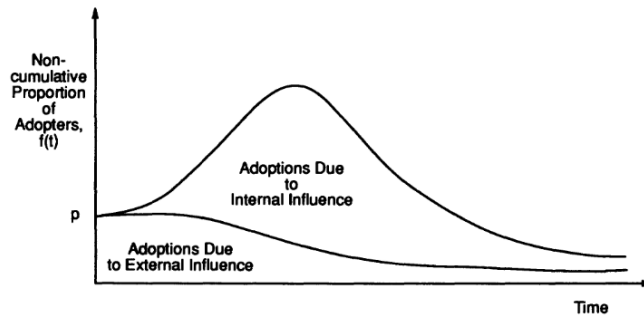 Non-
cumulative
Proportion
of
Adopters,
f(t)
Adoptions Due
to
Internal Influence
p
Adoptions Due
to External Influence
Time